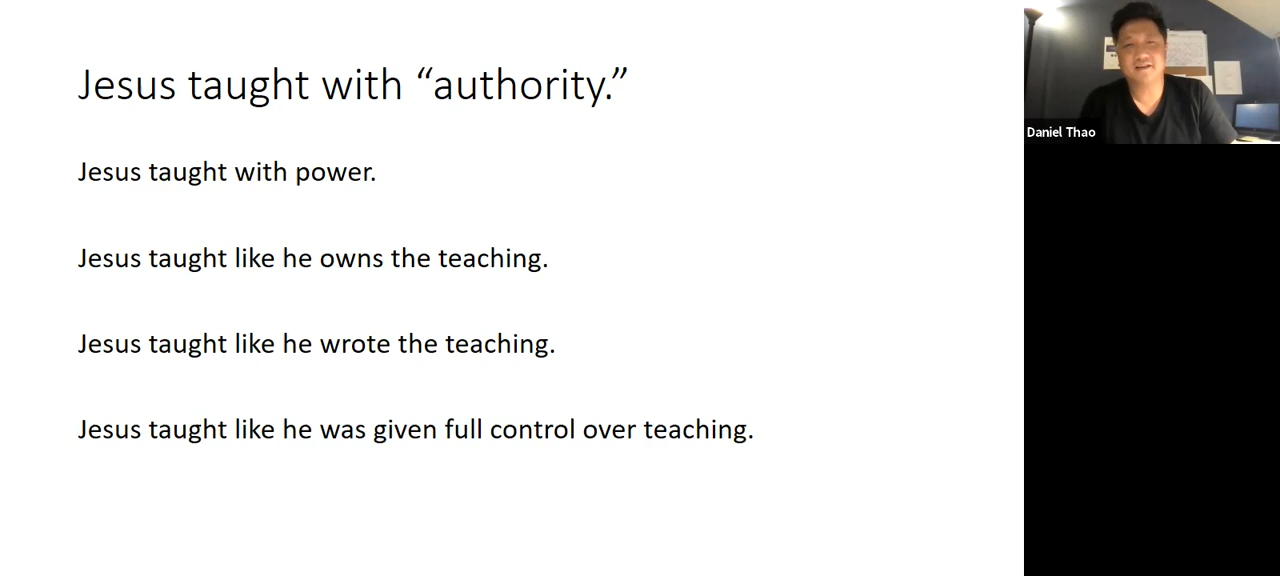 Jesus taught with “authority.”
Jesus taught with power.
Jesus taught like he owns the teaching.
Jesus taught like he wrote the teaching.
Jesus taught like he was given full control over teaching.
Daniel Thao